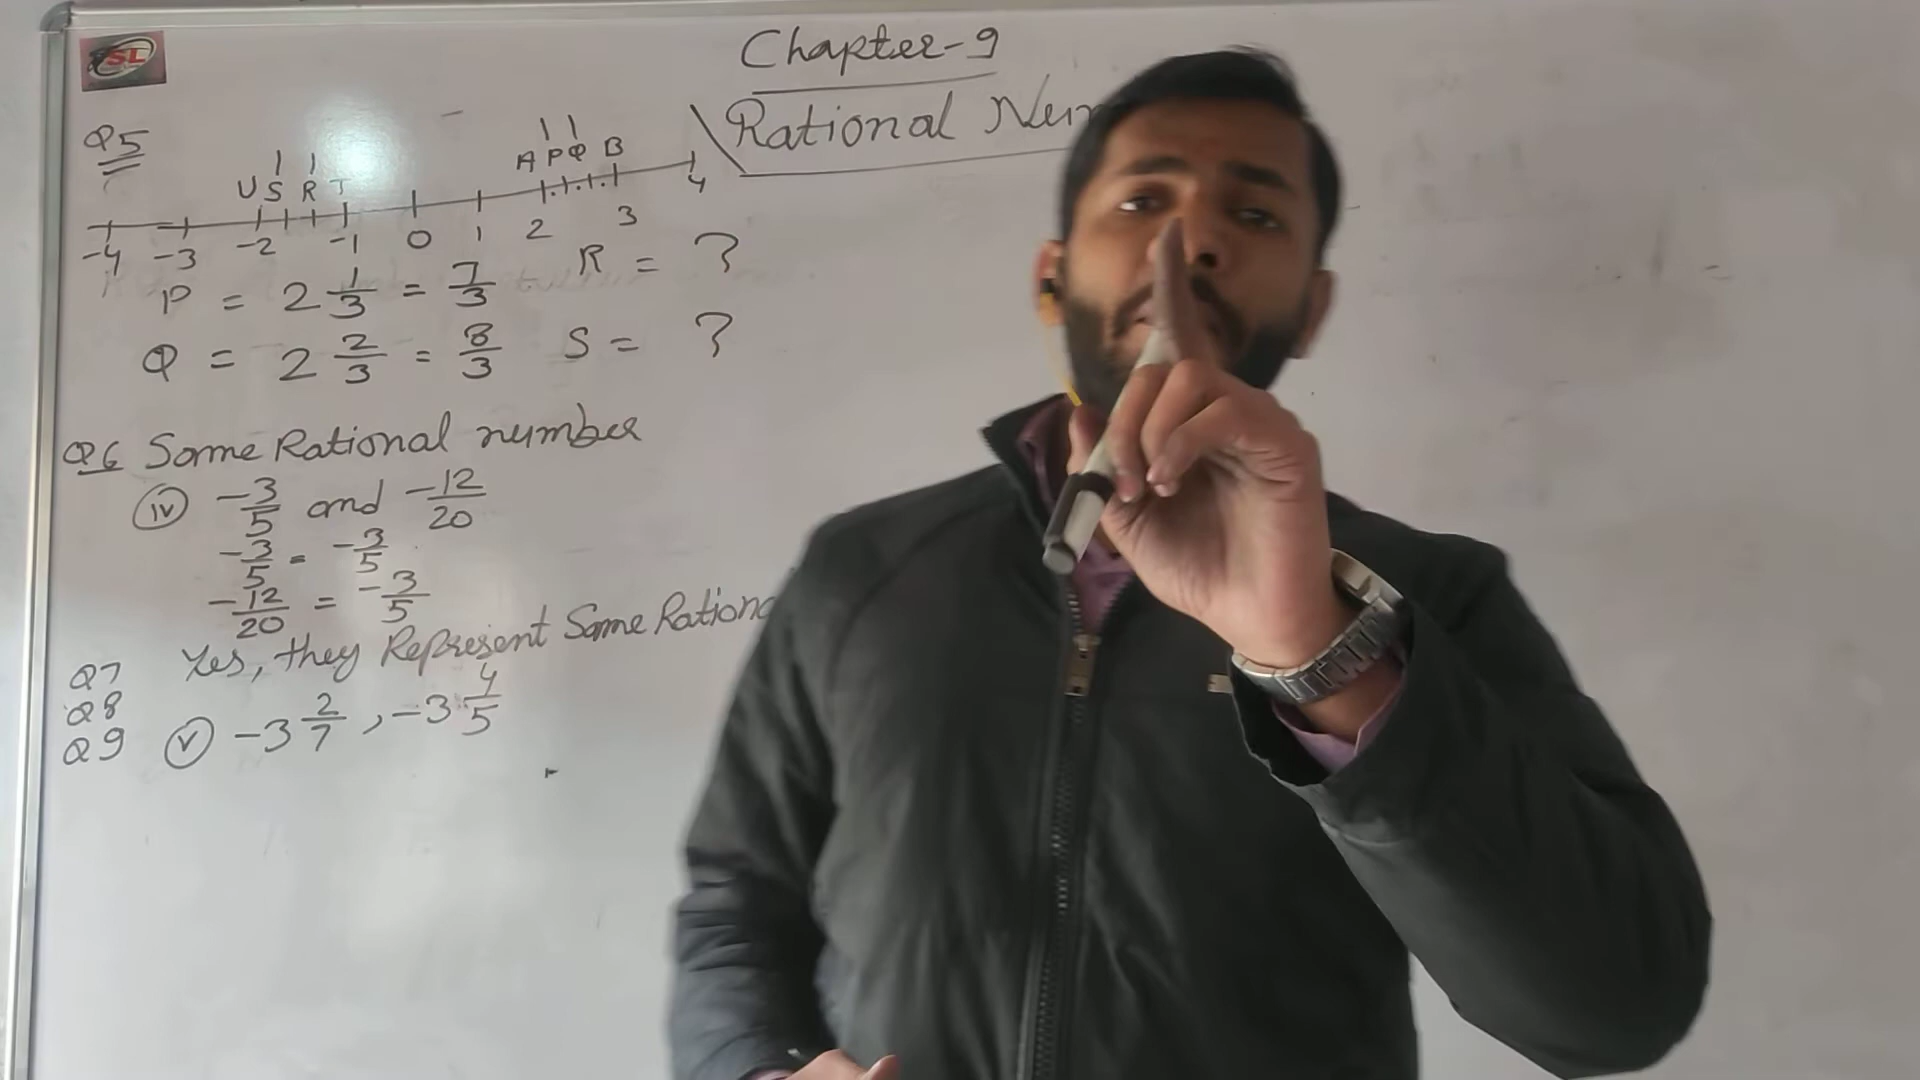 SL
Chapter-9
Rational Num
Q5
U S R T A P Q B
-4 -3 -2 -1 0 1 2 3 4
P = 2 1/3 = 7/3 R = ?
Q = 2 2/3 = 8/3 S = ?
Q6 Same Rational number
(iv) -3/5 and -12/20
-3/5 = -3/5
-12/20 = -3/5
Yes, they Represent Same Rationa
Q7
Q8
Q9 (v) -3 2/7, -3 4/5